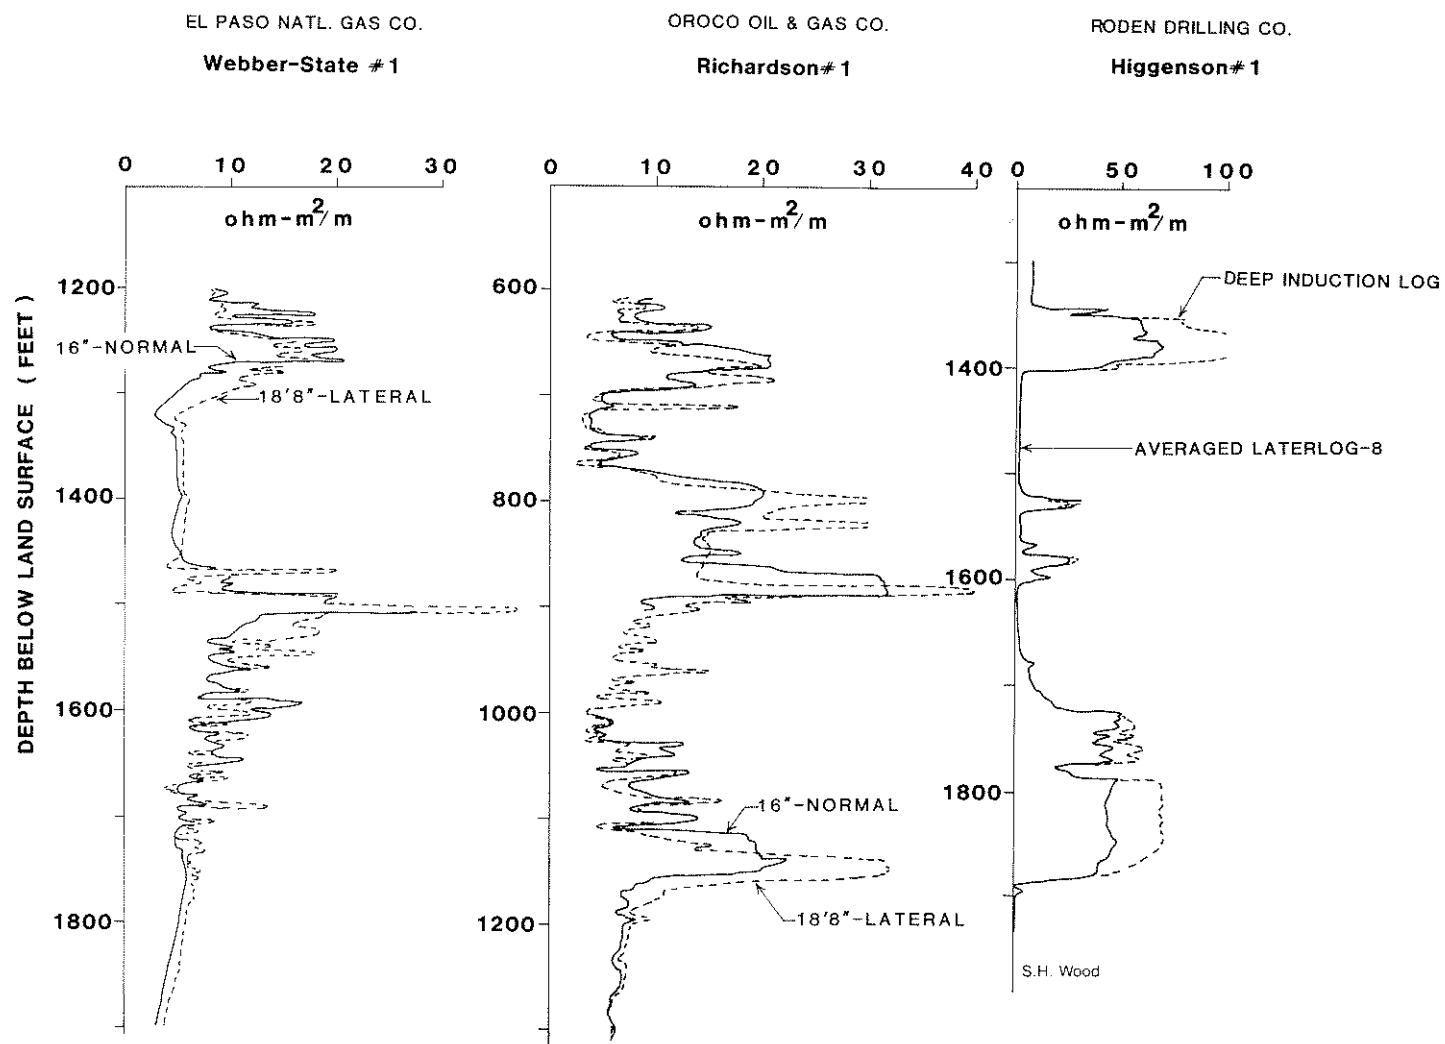 EL PASO NATL. GAS CO.
Webber-State #1
OROCO OIL & GAS CO.
Richardson#1
RODEN DRILLING CO.
Higgenson#1
0 10 20 30
ohm-m²/m
0 10 20 30 40
ohm-m²/m
0 50 100
ohm-m²/m
DEPTH BELOW LAND SURFACE ( FEET )
1200
1400
1600
1800
16"-NORMAL
18'8"-LATERAL
600
800
1000
1200
16"-NORMAL
18'8"-LATERAL
1400
1600
1800
DEEP INDUCTION LOG
AVERAGED LATERLOG-8
S.H. Wood